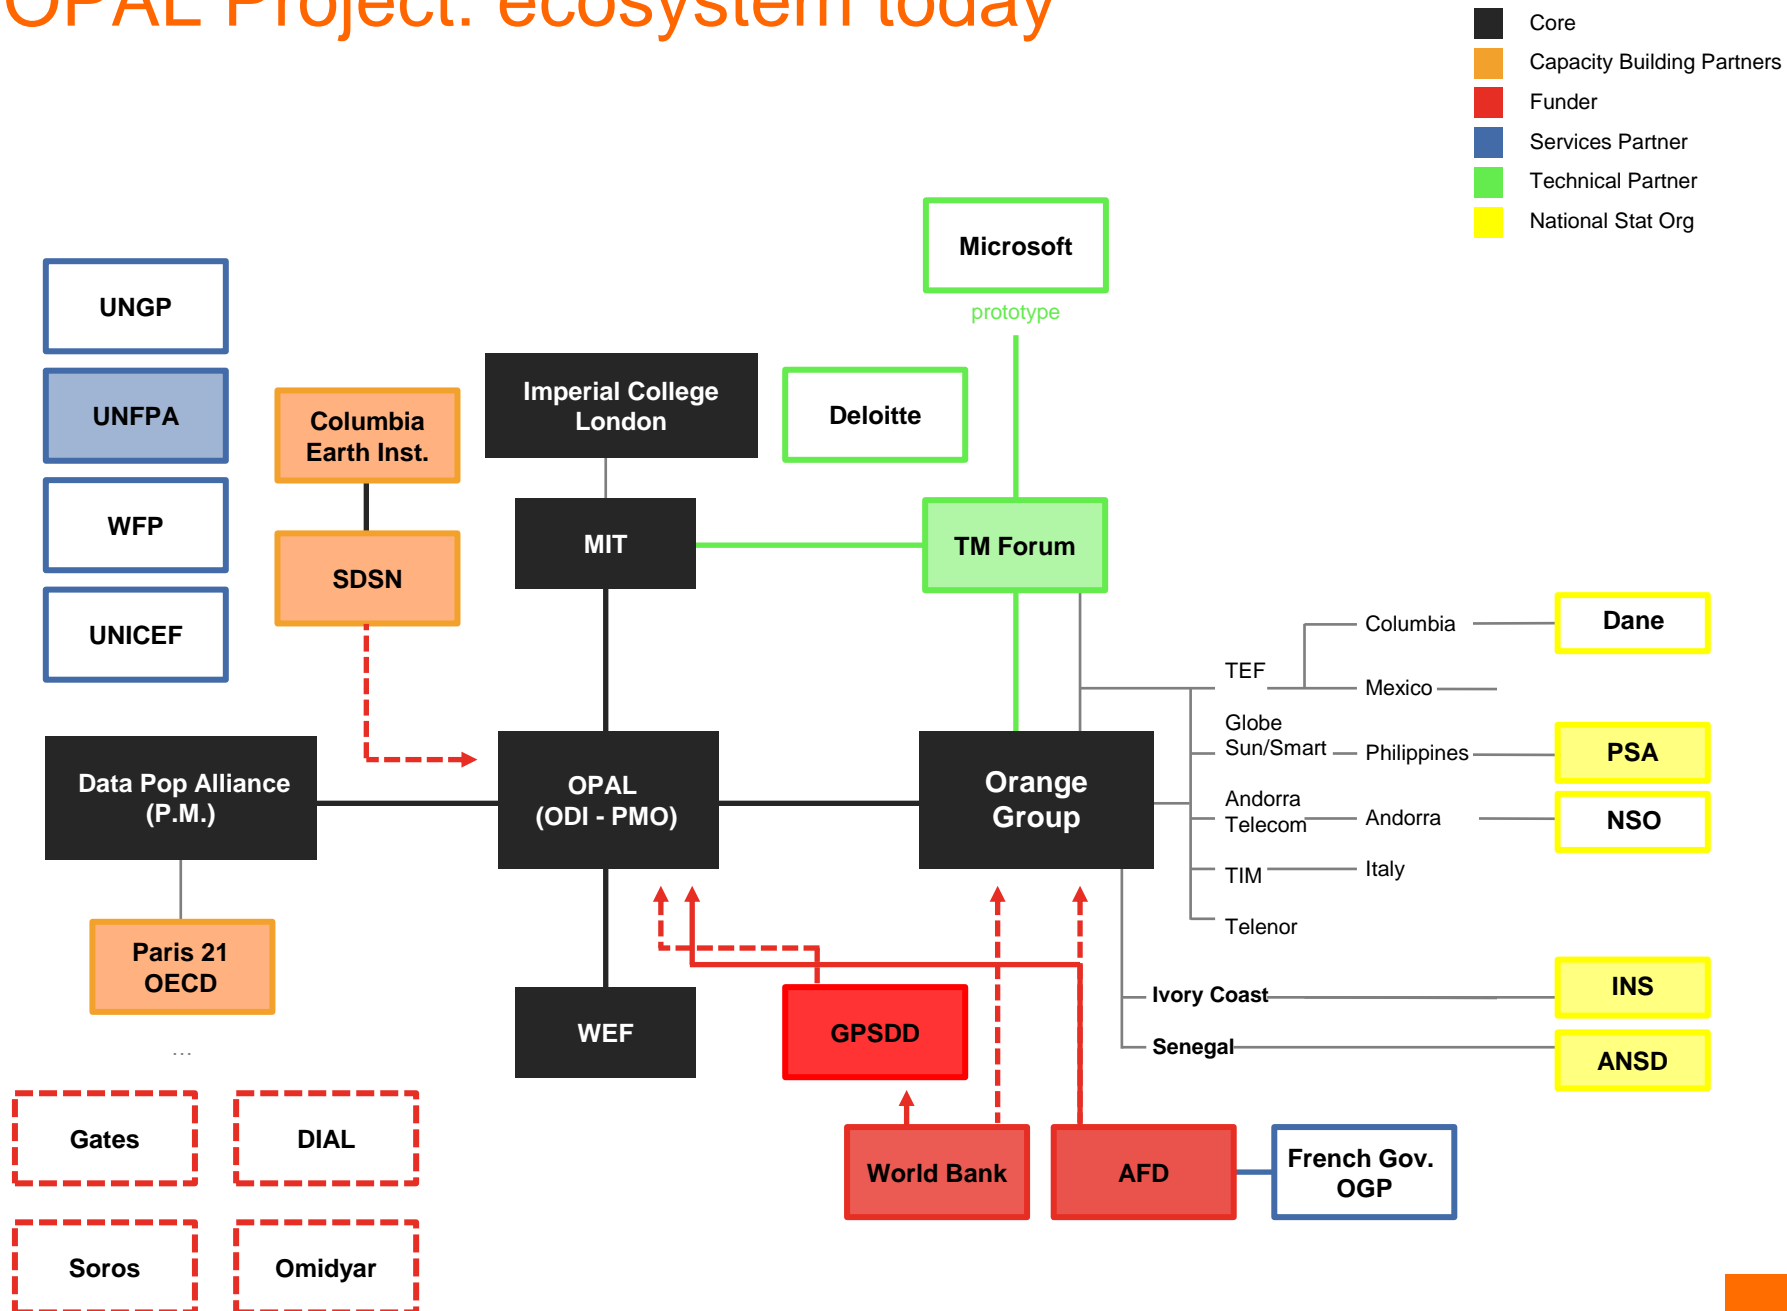 OPAL Project: ecosystem today
Core
Capacity Building Partners
Funder
Services Partner
Technical Partner
National Stat Org
Microsoft
prototype
UNGP
UNFPA
WFP
UNICEF
Columbia
Earth Inst.
SDSN
Imperial College
London
Deloitte
MIT
TM Forum
Data Pop Alliance
(P.M.)
OPAL
(ODI - PMO)
Orange
Group
TEF
Columbia
Dane
Mexico
Globe
Sun/Smart
Philippines
PSA
Andorra
Telecom
Andorra
NSO
TIM
Italy
Telenor
Ivory Coast
INS
Senegal
ANSD
Paris 21
OECD
...
WEF
GPSDD
World Bank
AFD
French Gov.
OGP
Gates
DIAL
Soros
Omidyar